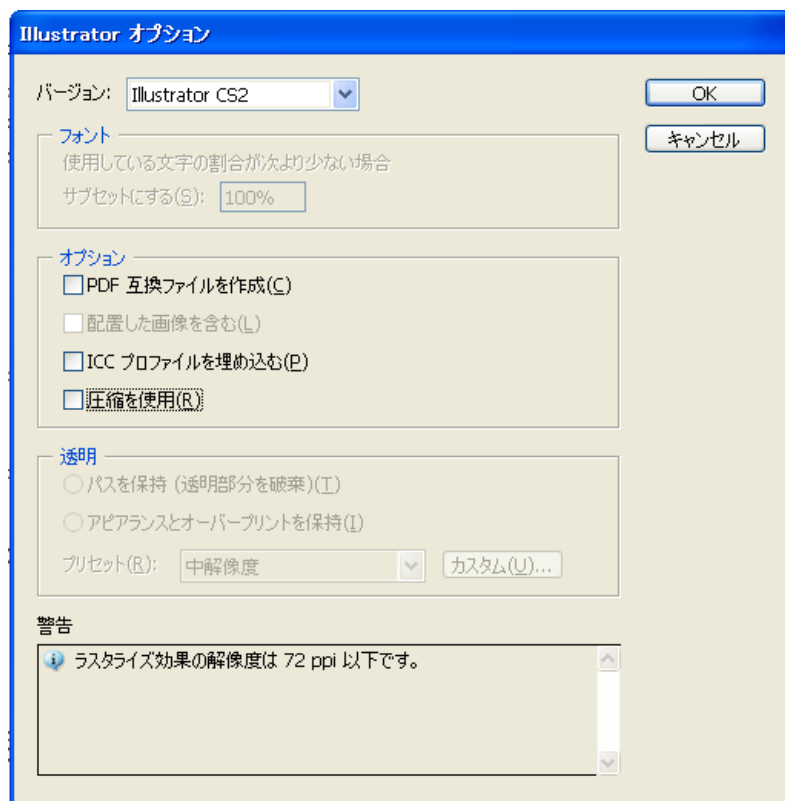 Illustrator オプション
バージョン: Illustrator CS2
OK
キャンセル
フォント
使用している文字の割合が次より少ない場合
サブセットにする(S): 100%
オプション
PDF 互換ファイルを作成(C)
配置した画像を含む(L)
ICC プロファイルを埋め込む(P)
圧縮を使用(R)
透明
パスを保持 (透明部分を破棄)(T)
アピアランスとオーバープリントを保持(I)
プリセット(R): 中解像度 カスタム(U)...
警告
ラスタライズ効果の解像度は 72 ppi 以下です。